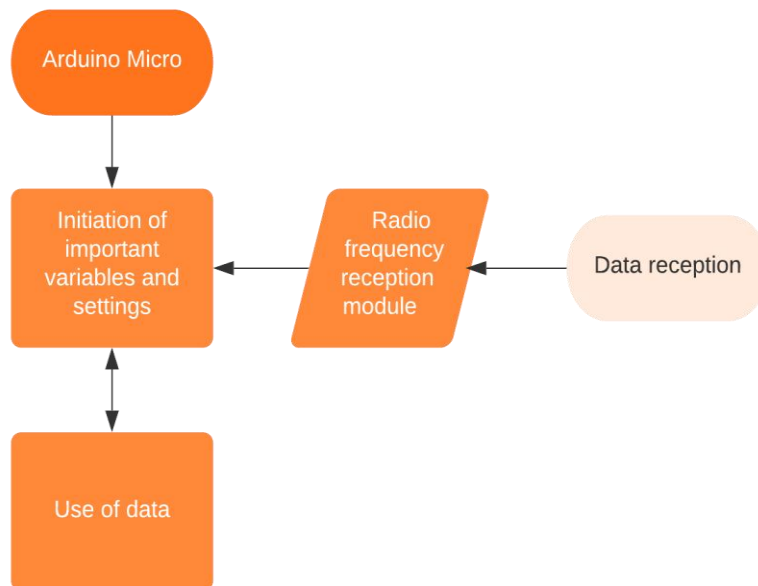 Arduino Micro
Initiation of
important
variables and
settings
Radio
frequency
reception
module
Data reception
Use of data